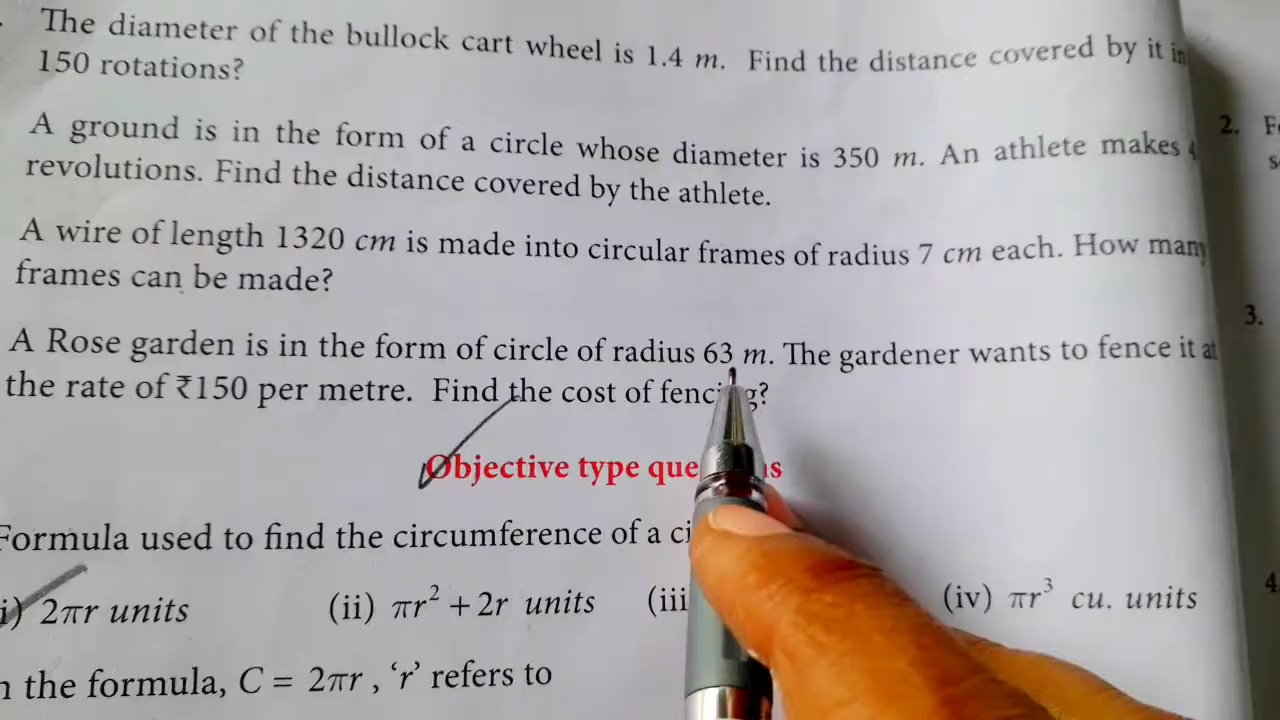 The diameter of the bullock cart wheel is 1.4 m. Find the distance covered by it in
150 rotations?
A ground is in the form of a circle whose diameter is 350 m. An athlete makes 4
revolutions. Find the distance covered by the athlete.
A wire of length 1320 cm is made into circular frames of radius 7 cm each. How many
frames can be made?
A Rose garden is in the form of circle of radius 63 m. The gardener wants to fence it at
the rate of ₹150 per metre. Find the cost of fencing?
Objective type
Formula used to find the circumference of a
i) 2πr units (ii) πr² + 2r units (iii (iv) πr³ cu. units
the formula, C = 2πr, ‘r’ refers to
2.
3.
4